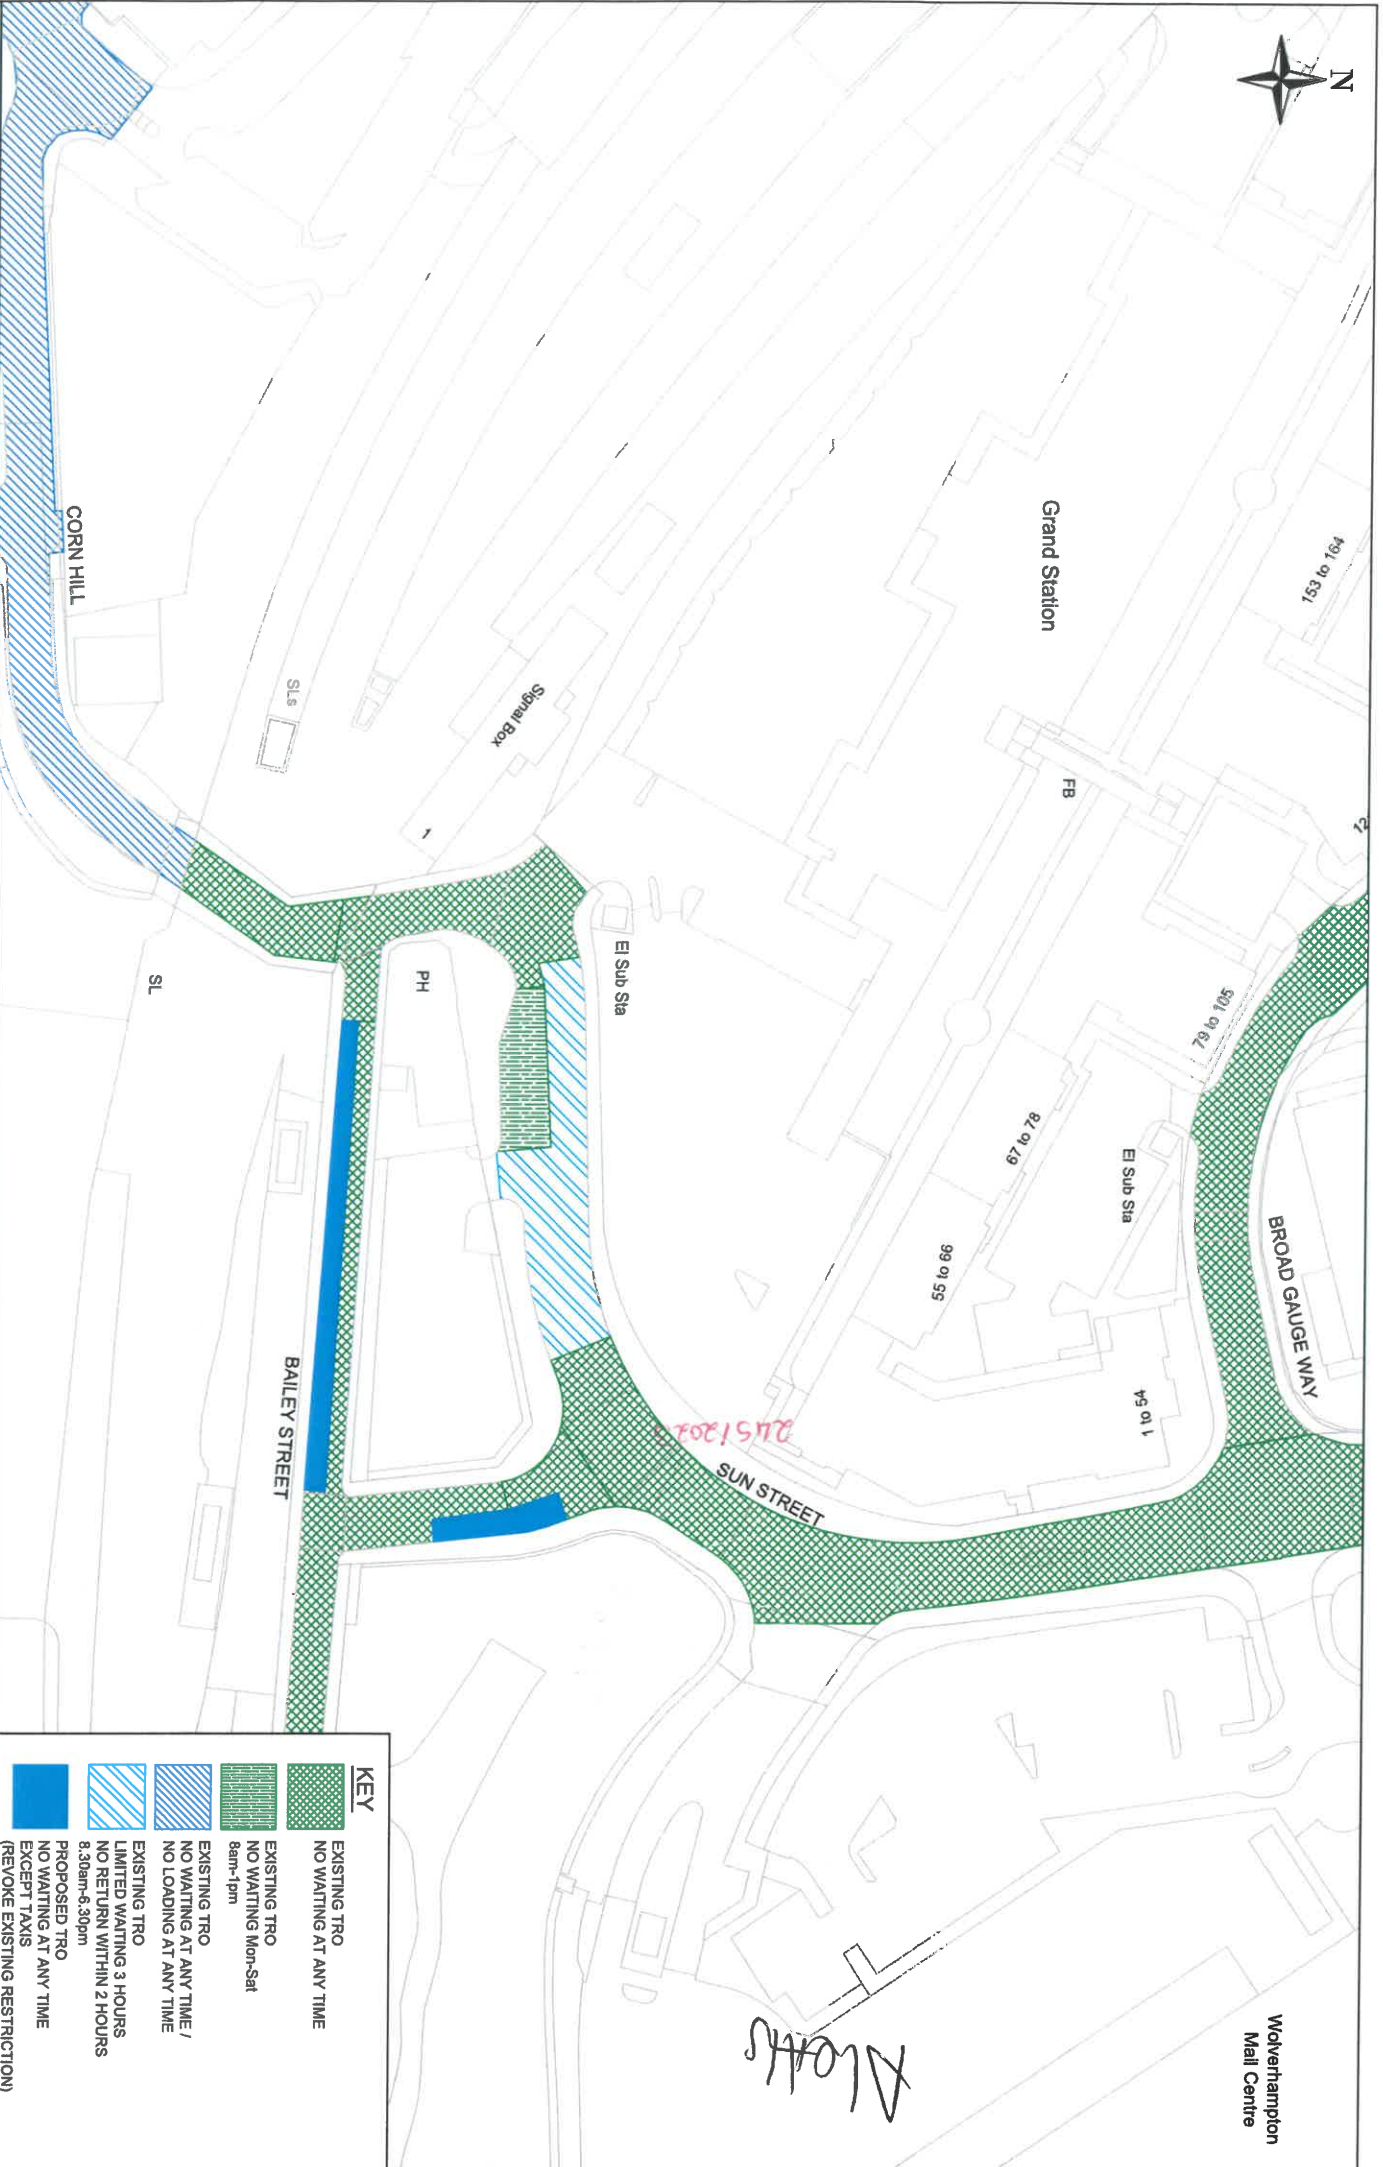 N
153 to 164
12
Grand Station
FB
79 to 105
BROAD GAUGE WAY
67 to 78
El Sub Sta
55 to 66
1 to 54
Wolverhampton
Mail Centre
Signal Box
1
El Sub Sta
245/202
SUN STREET
SLs
PH
CORN HILL
SL
BAILEY STREET
KEY
EXISTING TRO
NO WAITING AT ANY TIME
EXISTING TRO
NO WAITING Mon-Sat
8am-1pm
EXISTING TRO
NO WAITING AT ANY TIME /
NO LOADING AT ANY TIME
EXISTING TRO
LIMITED WAITING 3 HOURS
NO RETURN WITHIN 2 HOURS
8.30am-6.30pm
PROPOSED TRO
NO WAITING AT ANY TIME
EXCEPT TAXIS
(REVOKE EXISTING RESTRICTION)